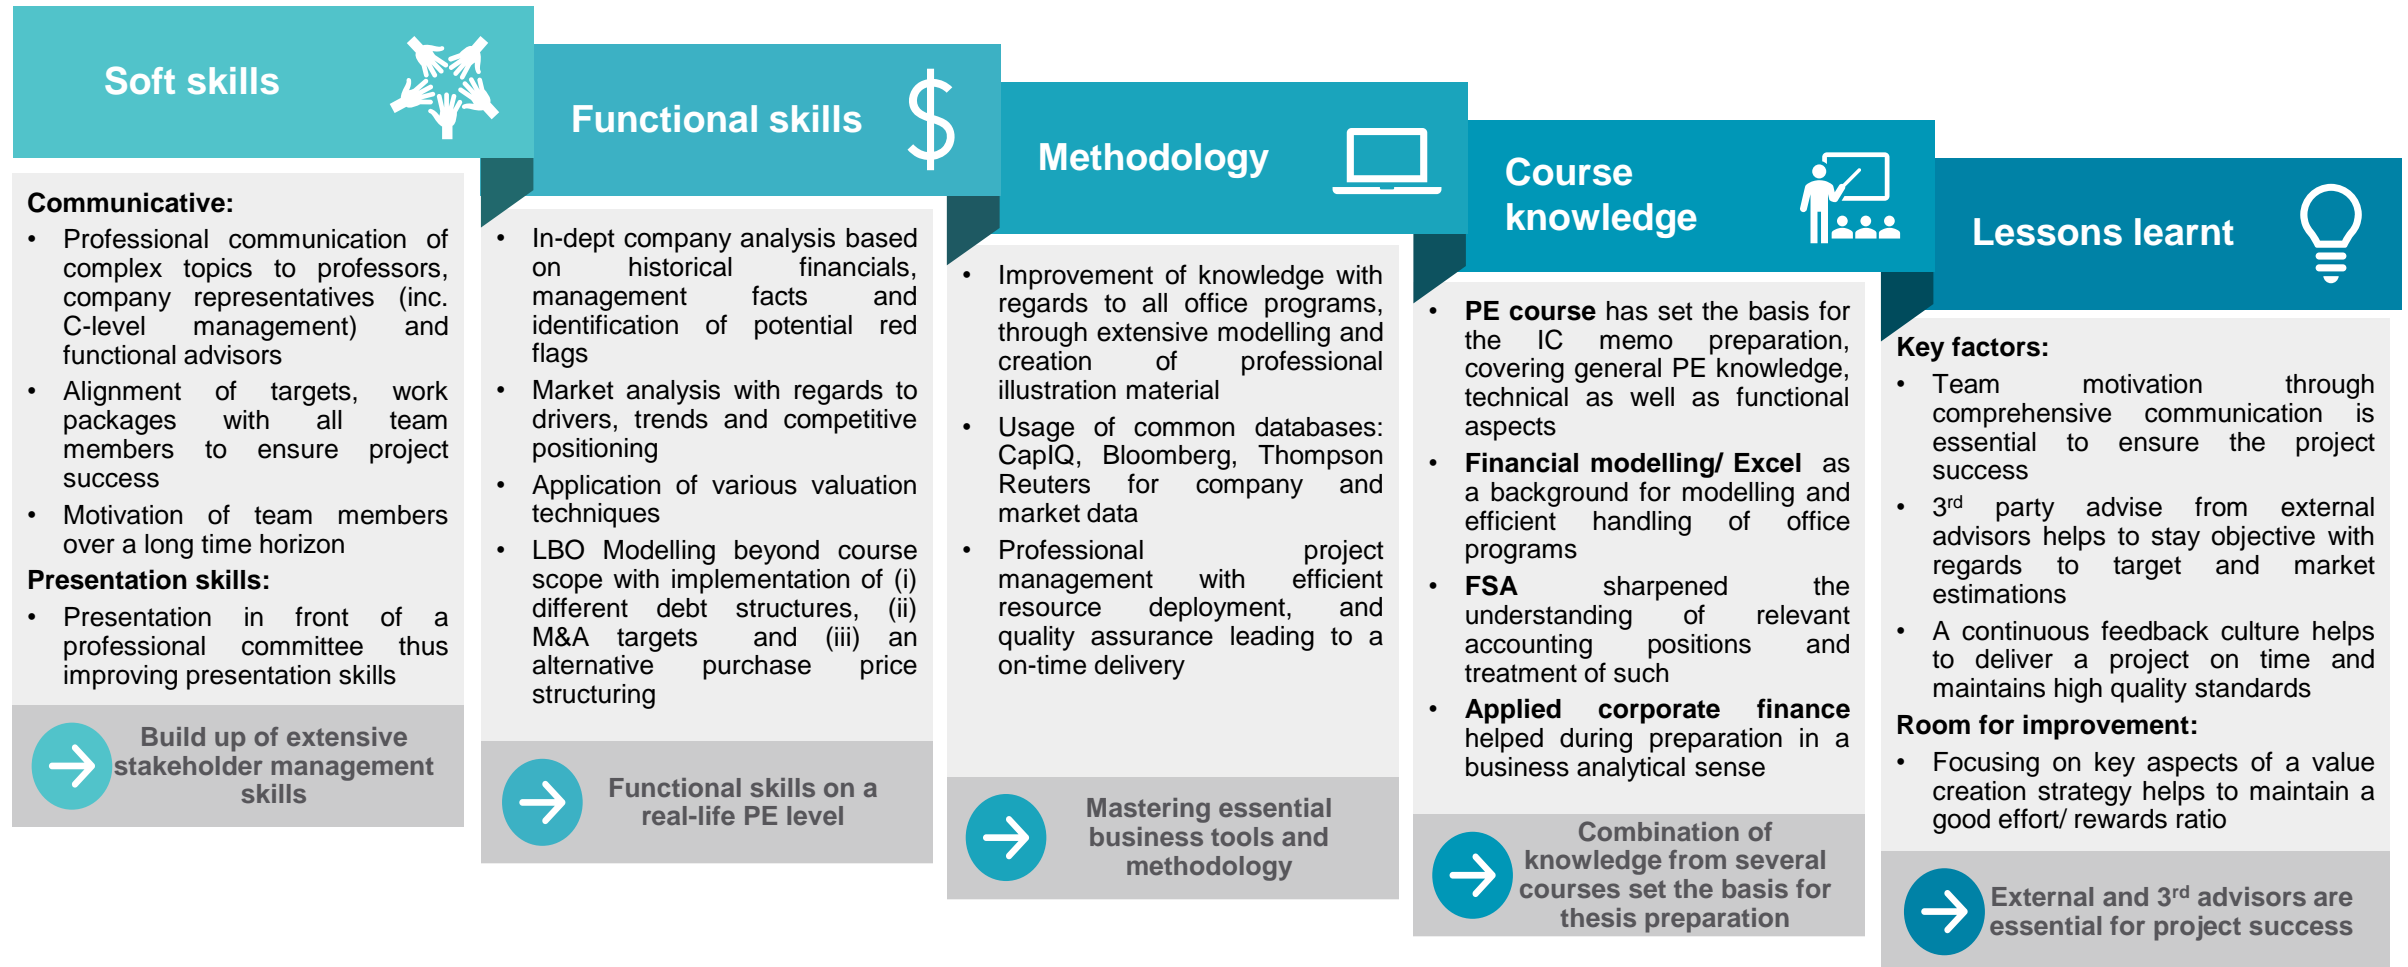 Soft skills
Communicative:
• Professional communication of
complex topics to professors,
company representatives (inc.
C-level management) and
functional advisors
• Alignment of targets, work
packages with all team
members to ensure project
success
• Motivation of team members
over a long time horizon
Presentation skills:
• Presentation in front of a
professional committee thus
improving presentation skills
Build up of extensive
stakeholder management
skills
Functional skills
• In-dept company analysis based
on historical financials,
management facts and
identification of potential red
flags
• Market analysis with regards to
drivers, trends and competitive
positioning
• Application of various valuation
techniques
• LBO Modelling beyond course
scope with implementation of (i)
different debt structures, (ii)
M&A targets and (iii) an
alternative purchase price
structuring
Functional skills on a
real-life PE level
Methodology
• Improvement of knowledge with
regards to all office programs,
through extensive modelling and
creation of professional
illustration material
• Usage of common databases:
CapIQ, Bloomberg, Thompson
Reuters for company and
market data
• Professional project
management with efficient
resource deployment, and
quality assurance leading to a
on-time delivery
Mastering essential
business tools and
methodology
Course
knowledge
• PE course has set the basis for
the IC memo preparation,
covering general PE knowledge,
technical as well as functional
aspects
• Financial modelling/ Excel as
a background for modelling and
efficient handling of office
programs
• FSA sharpened the
understanding of relevant
accounting positions and
treatment of such
• Applied corporate finance
helped during preparation in a
business analytical sense
Combination of
knowledge from several
courses set the basis for
thesis preparation
Lessons learnt
Key factors:
• Team motivation through
comprehensive communication is
essential to ensure the project
success
• 3rd party advise from external
advisors helps to stay objective with
regards to target and market
estimations
• A continuous feedback culture helps
to deliver a project on time and
maintains high quality standards
Room for improvement:
• Focusing on key aspects of a value
creation strategy helps to maintain a
good effort/ rewards ratio
External and 3rd advisors are
essential for project success